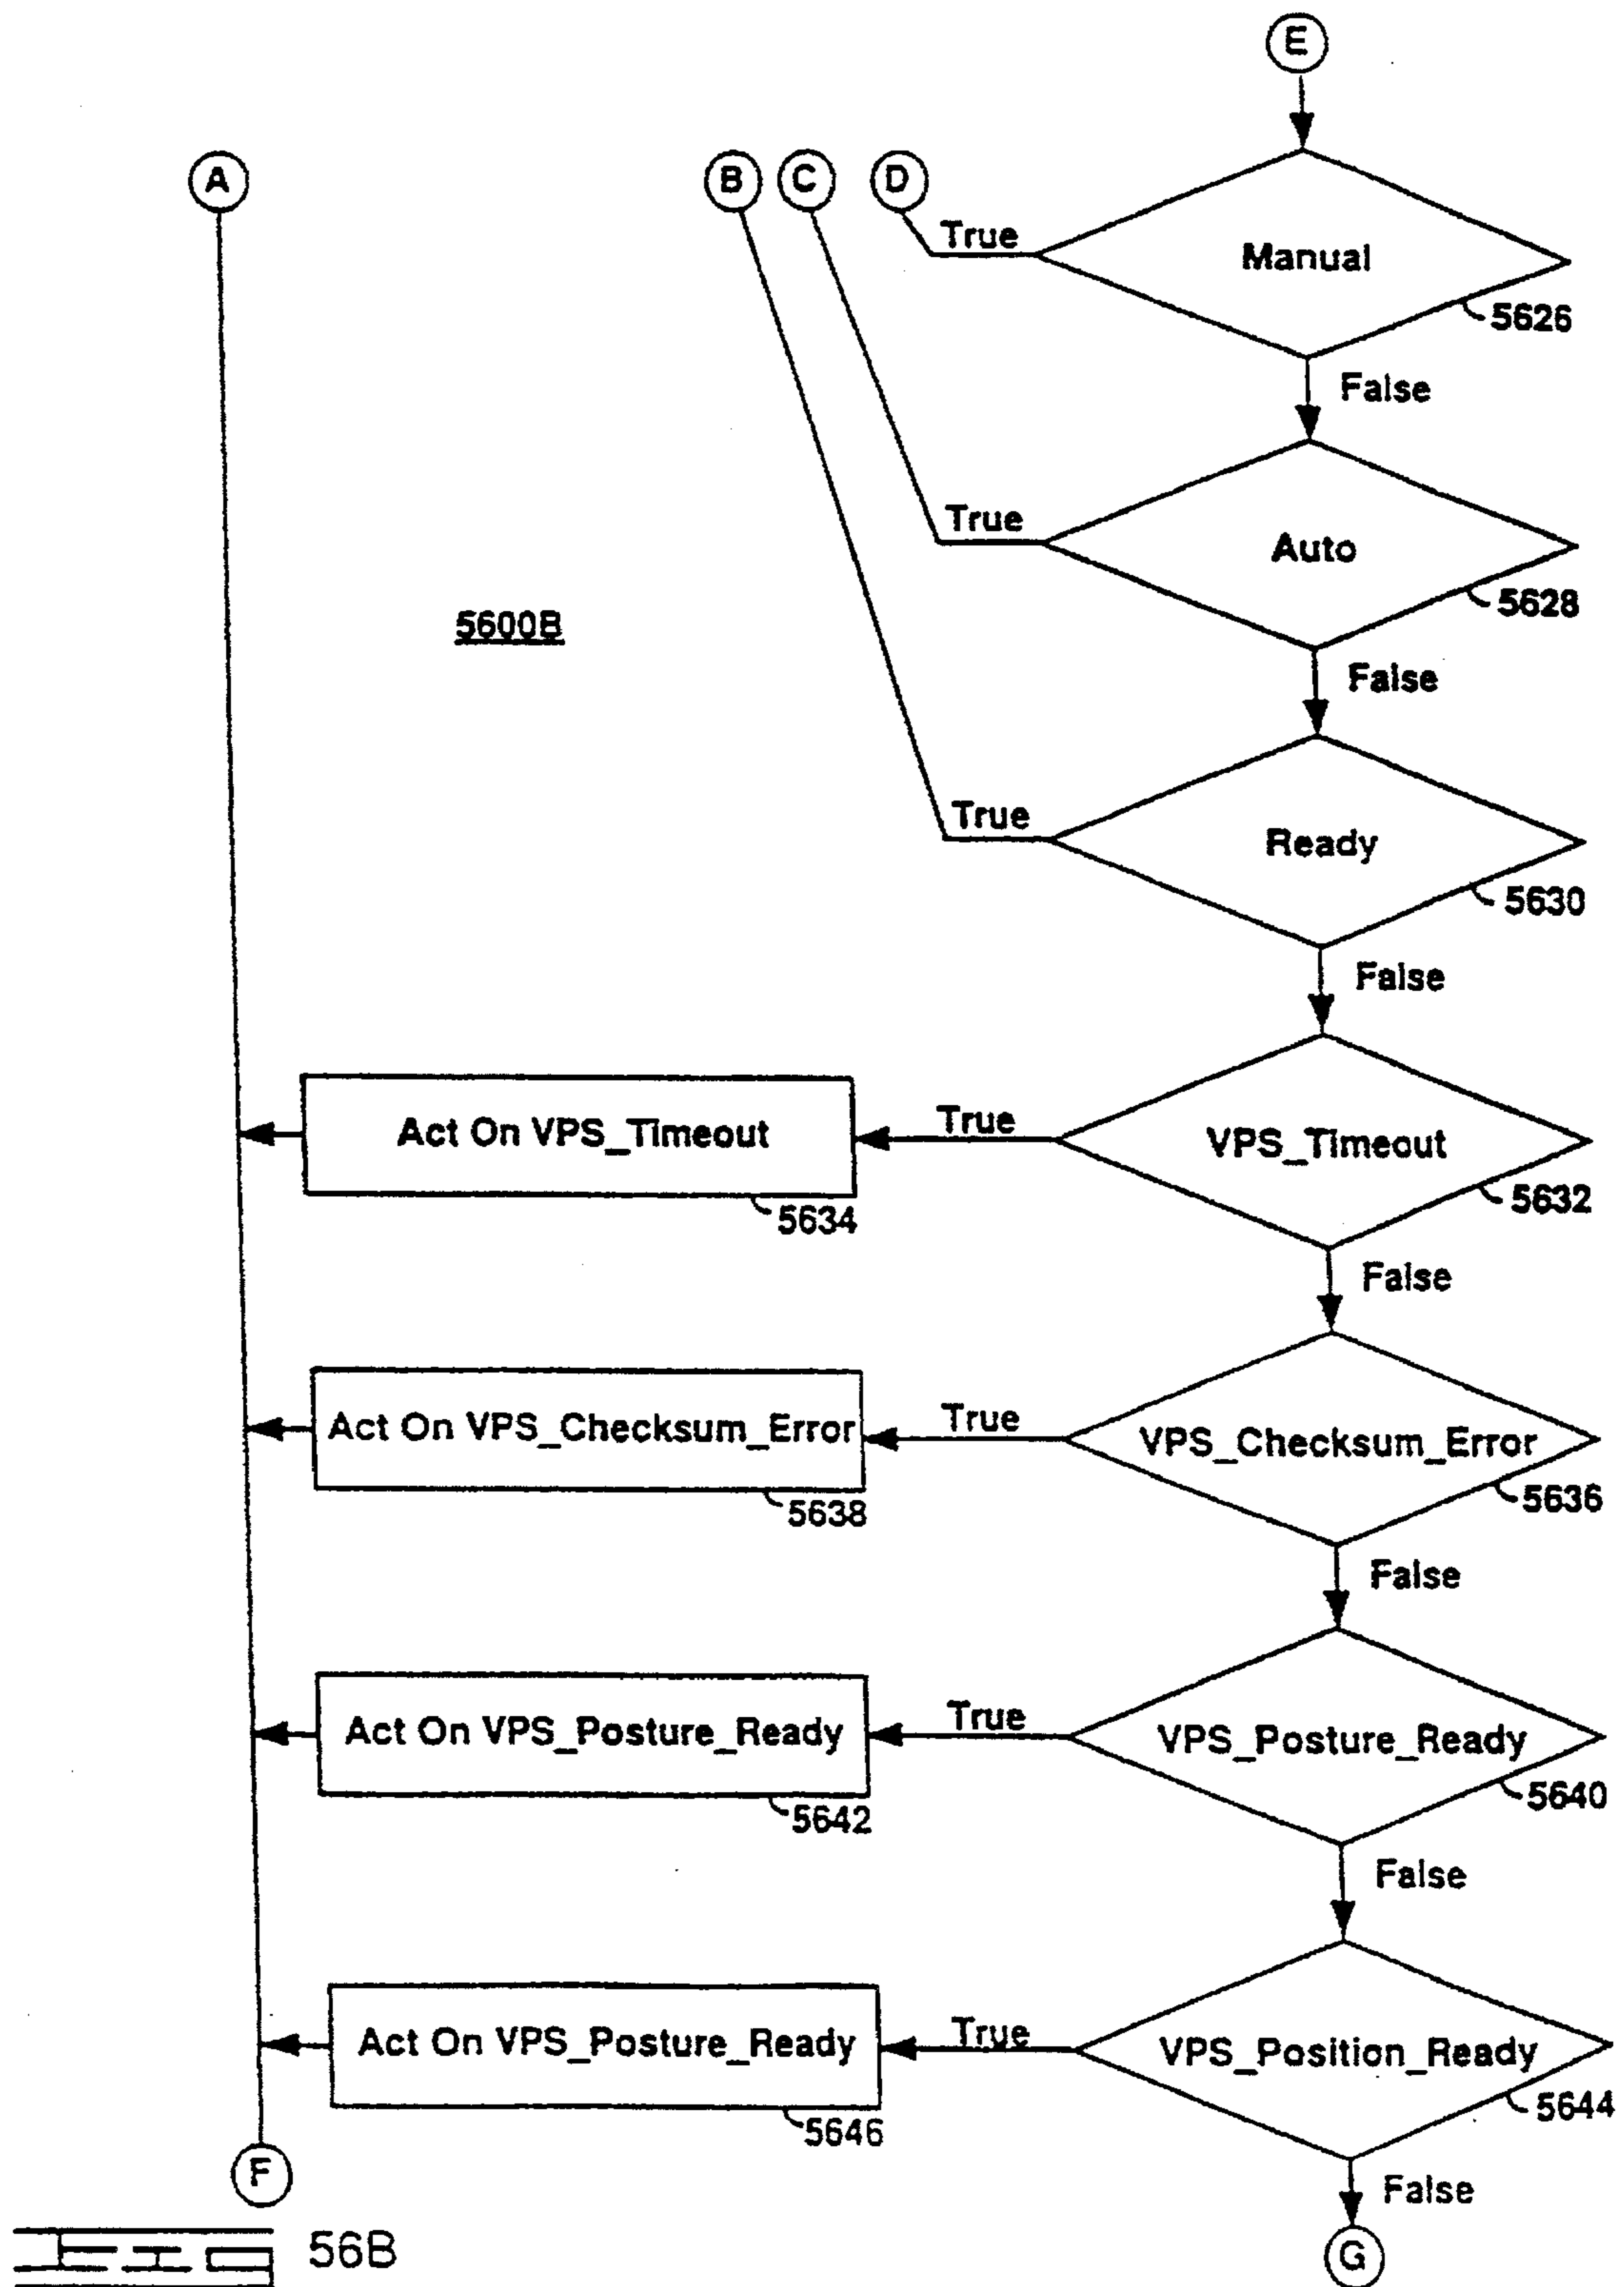 E
A
B
C
D
True
Manual
5626
False
True
Auto
5628
5600B
False
True
Ready
5630
False
Act On VPS_Timeout
True
VPS_Timeout
5634
5632
False
Act On VPS_Checksum_Error
True
VPS_Checksum_Error
5638
5636
False
Act On VPS_Posture_Ready
True
VPS_Posture_Ready
5642
5640
False
Act On VPS_Posture_Ready
True
VPS_Position_Ready
5646
5644
F
False
56B
G